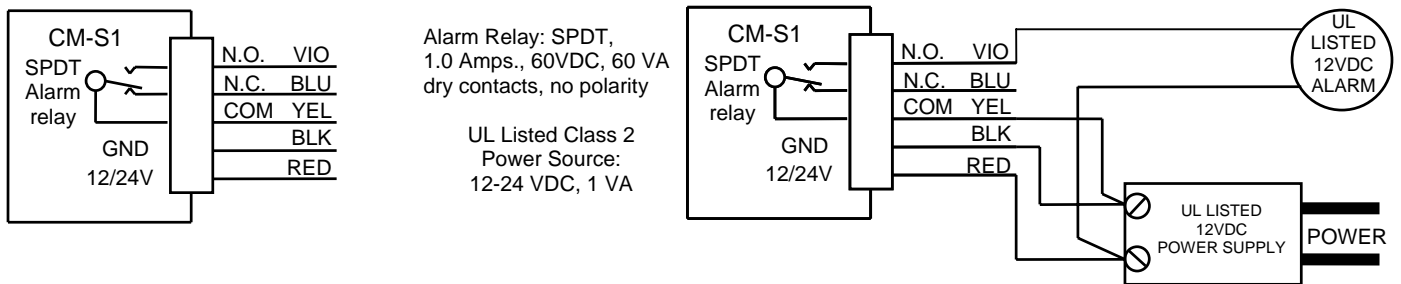 CM-S1
SPDT
Alarm
relay
GND
12/24V
N.O. VIO
N.C. BLU
COM YEL
BLK
RED
Alarm Relay: SPDT,
1.0 Amps., 60VDC, 60 VA
dry contacts, no polarity
UL Listed Class 2
Power Source:
12-24 VDC, 1 VA
CM-S1
SPDT
Alarm
relay
GND
12/24V
N.O. VIO
N.C. BLU
COM YEL
BLK
RED
UL
LISTED
12VDC
ALARM
UL LISTED
12VDC
POWER SUPPLY
POWER